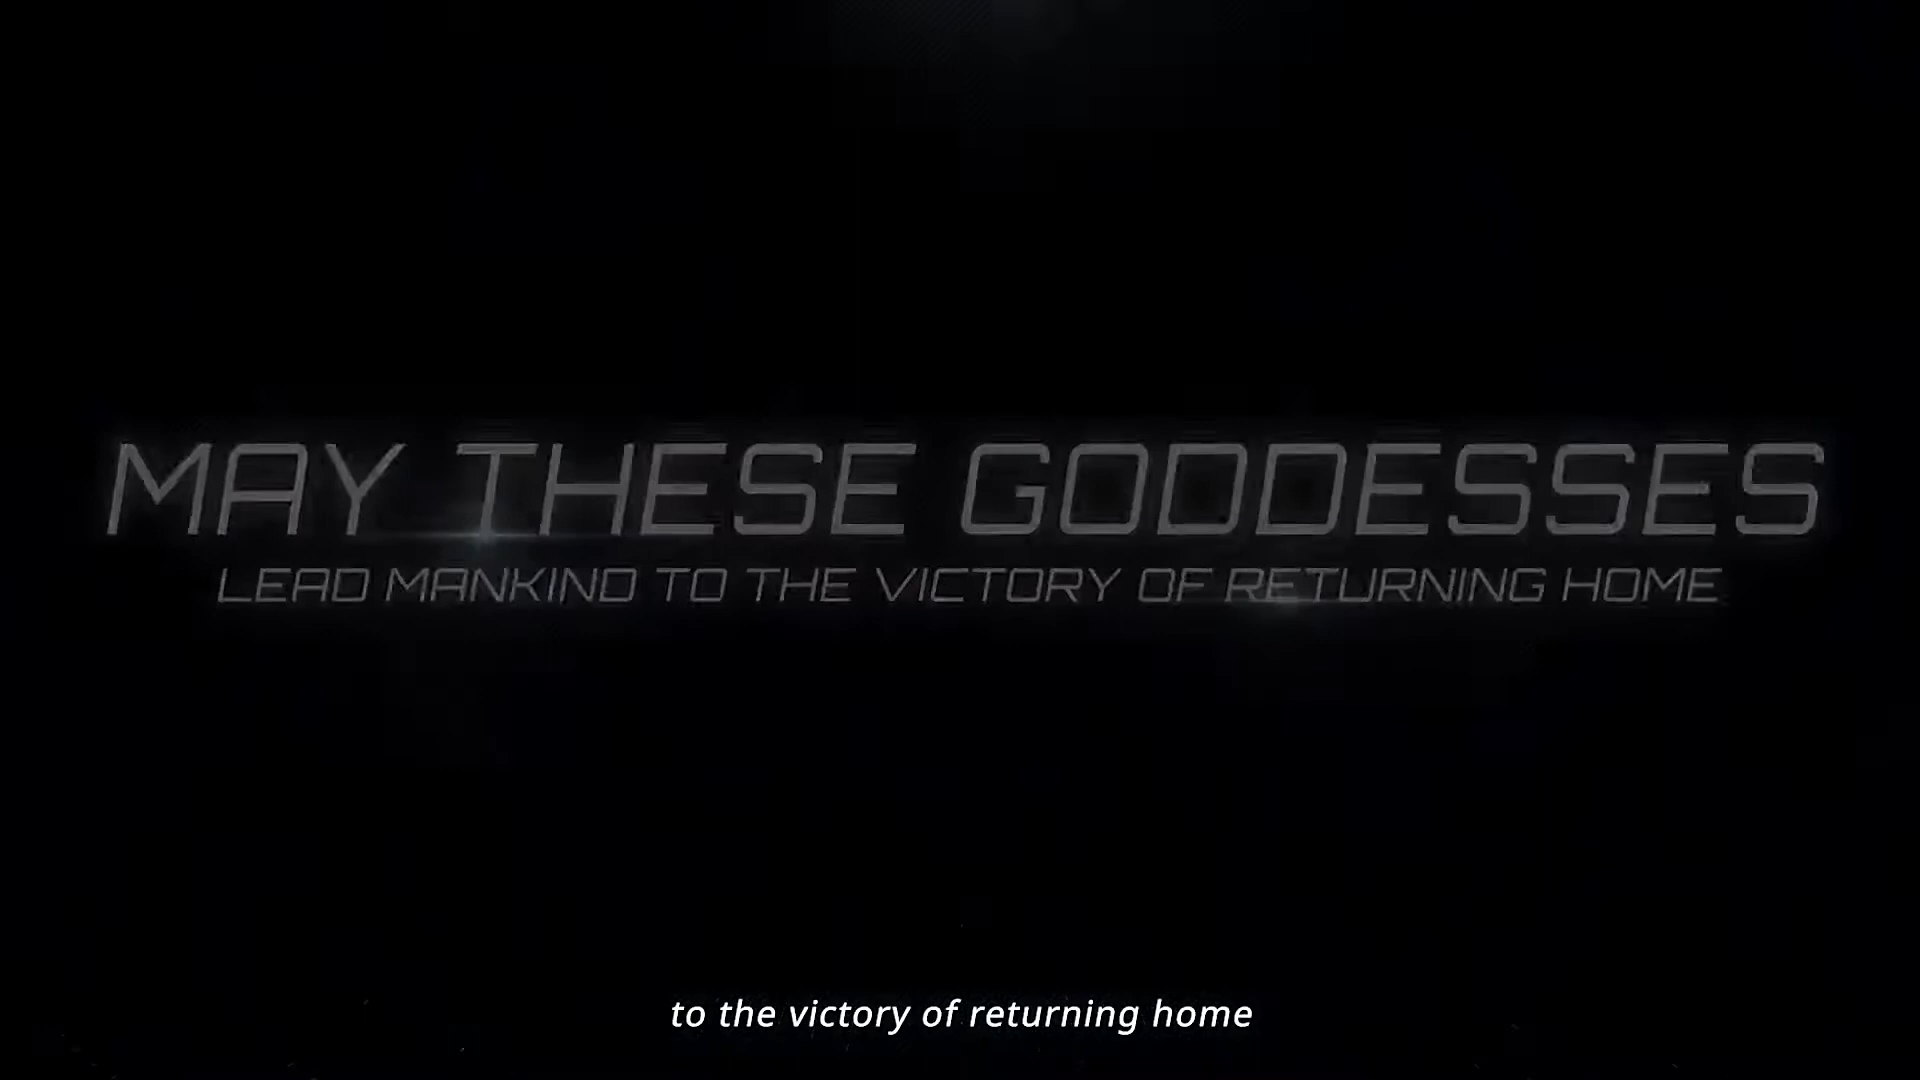 MAY THESE GODDESSES
LEAD MANKIND TO THE VICTORY OF RETURNING HOME
to the victory of returning home